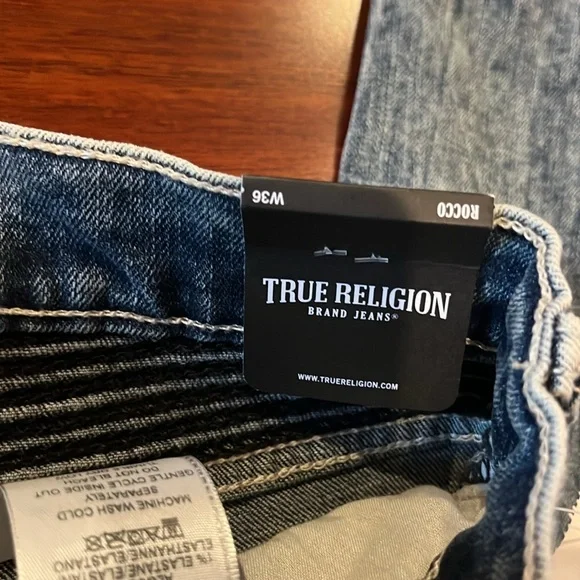 W36
ROCCO
TRUE RELIGION
BRAND JEANS®
WWW.TRUERELIGION.COM
MACHINE WASH COLD
SEPARATELY
GENTLE CYCLE INSIDE OUT
DO NOT BLEACH
1% ELASTANE/ELASTANO
ELASTHANNE/ELASTAN